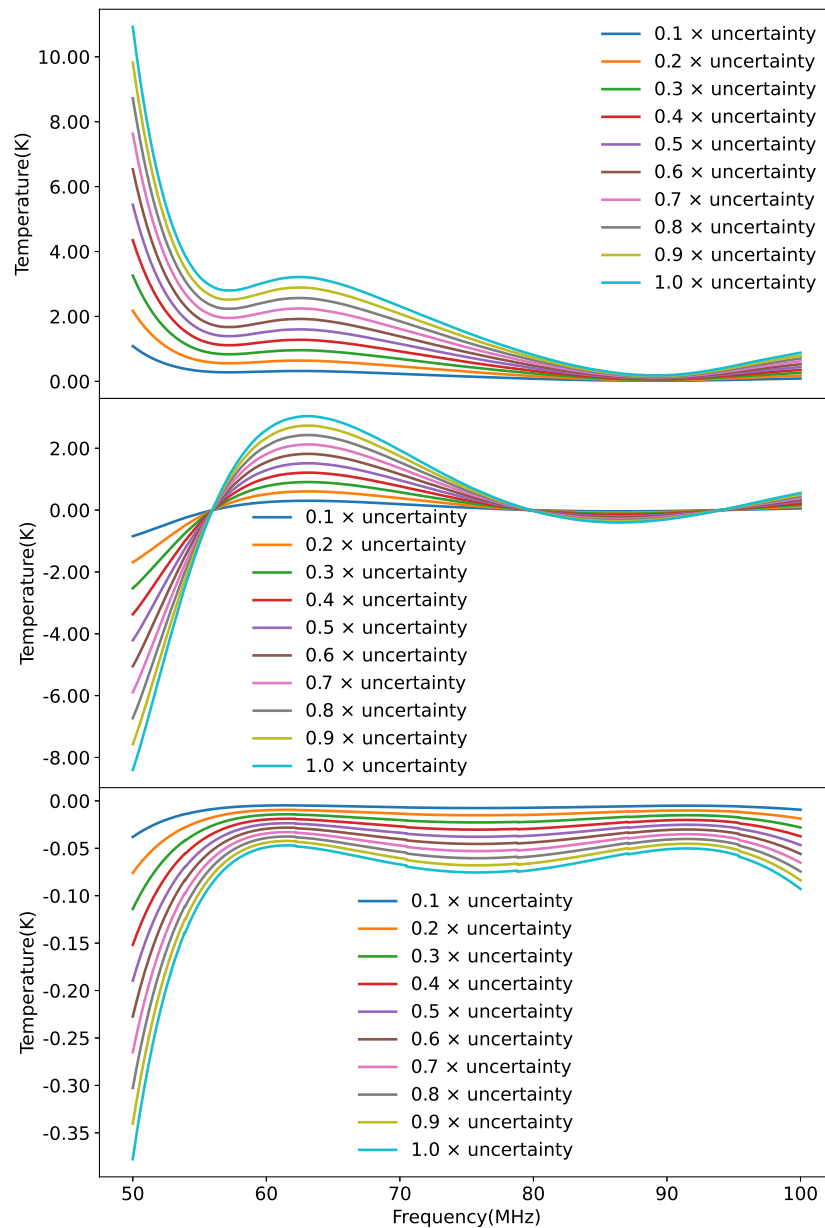 10.00
8.00
6.00
4.00
2.00
0.00
Temperature(K)
0.1 × uncertainty
0.2 × uncertainty
0.3 × uncertainty
0.4 × uncertainty
0.5 × uncertainty
0.6 × uncertainty
0.7 × uncertainty
0.8 × uncertainty
0.9 × uncertainty
1.0 × uncertainty
2.00
0.00
-2.00
-4.00
-6.00
-8.00
Temperature(K)
0.1 × uncertainty
0.2 × uncertainty
0.3 × uncertainty
0.4 × uncertainty
0.5 × uncertainty
0.6 × uncertainty
0.7 × uncertainty
0.8 × uncertainty
0.9 × uncertainty
1.0 × uncertainty
0.00
-0.05
-0.10
-0.15
-0.20
-0.25
-0.30
-0.35
Temperature(K)
0.1 × uncertainty
0.2 × uncertainty
0.3 × uncertainty
0.4 × uncertainty
0.5 × uncertainty
0.6 × uncertainty
0.7 × uncertainty
0.8 × uncertainty
0.9 × uncertainty
1.0 × uncertainty
50 60 70 80 90 100
Frequency(MHz)